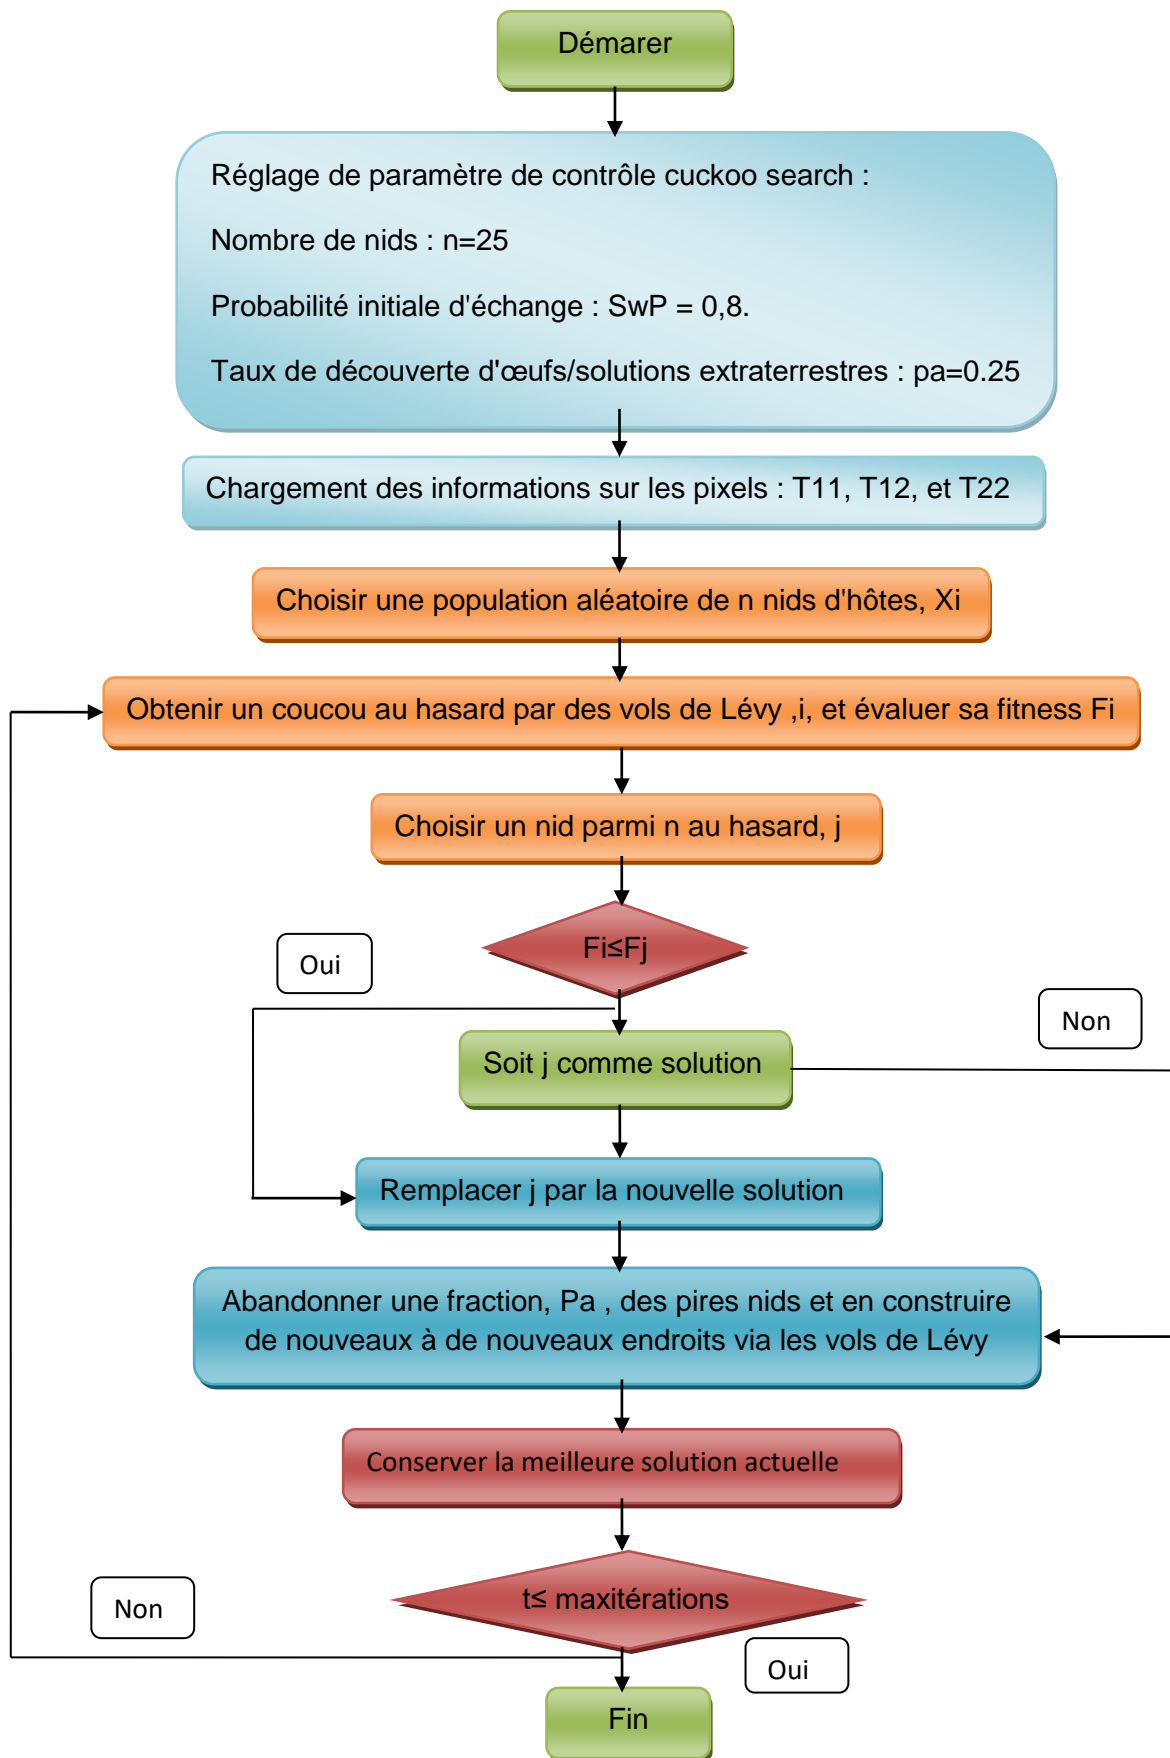 Démarer
Réglage de paramètre de contrôle cuckoo search :
Nombre de nids : n=25
Probabilité initiale d'échange : SwP = 0,8.
Taux de découverte d'œufs/solutions extraterrestres : pa=0.25
Chargement des informations sur les pixels : T11, T12, et T22
Choisir une population aléatoire de n nids d'hôtes, Xi
Obtenir un coucou au hasard par des vols de Lévy ,i, et évaluer sa fitness Fi
Choisir un nid parmi n au hasard, j
Fi≤Fj
Oui
Non
Soit j comme solution
Remplacer j par la nouvelle solution
Abandonner une fraction, Pa , des pires nids et en construire
de nouveaux à de nouveaux endroits via les vols de Lévy
Conserver la meilleure solution actuelle
t≤ maxitérations
Non
Oui
Fin